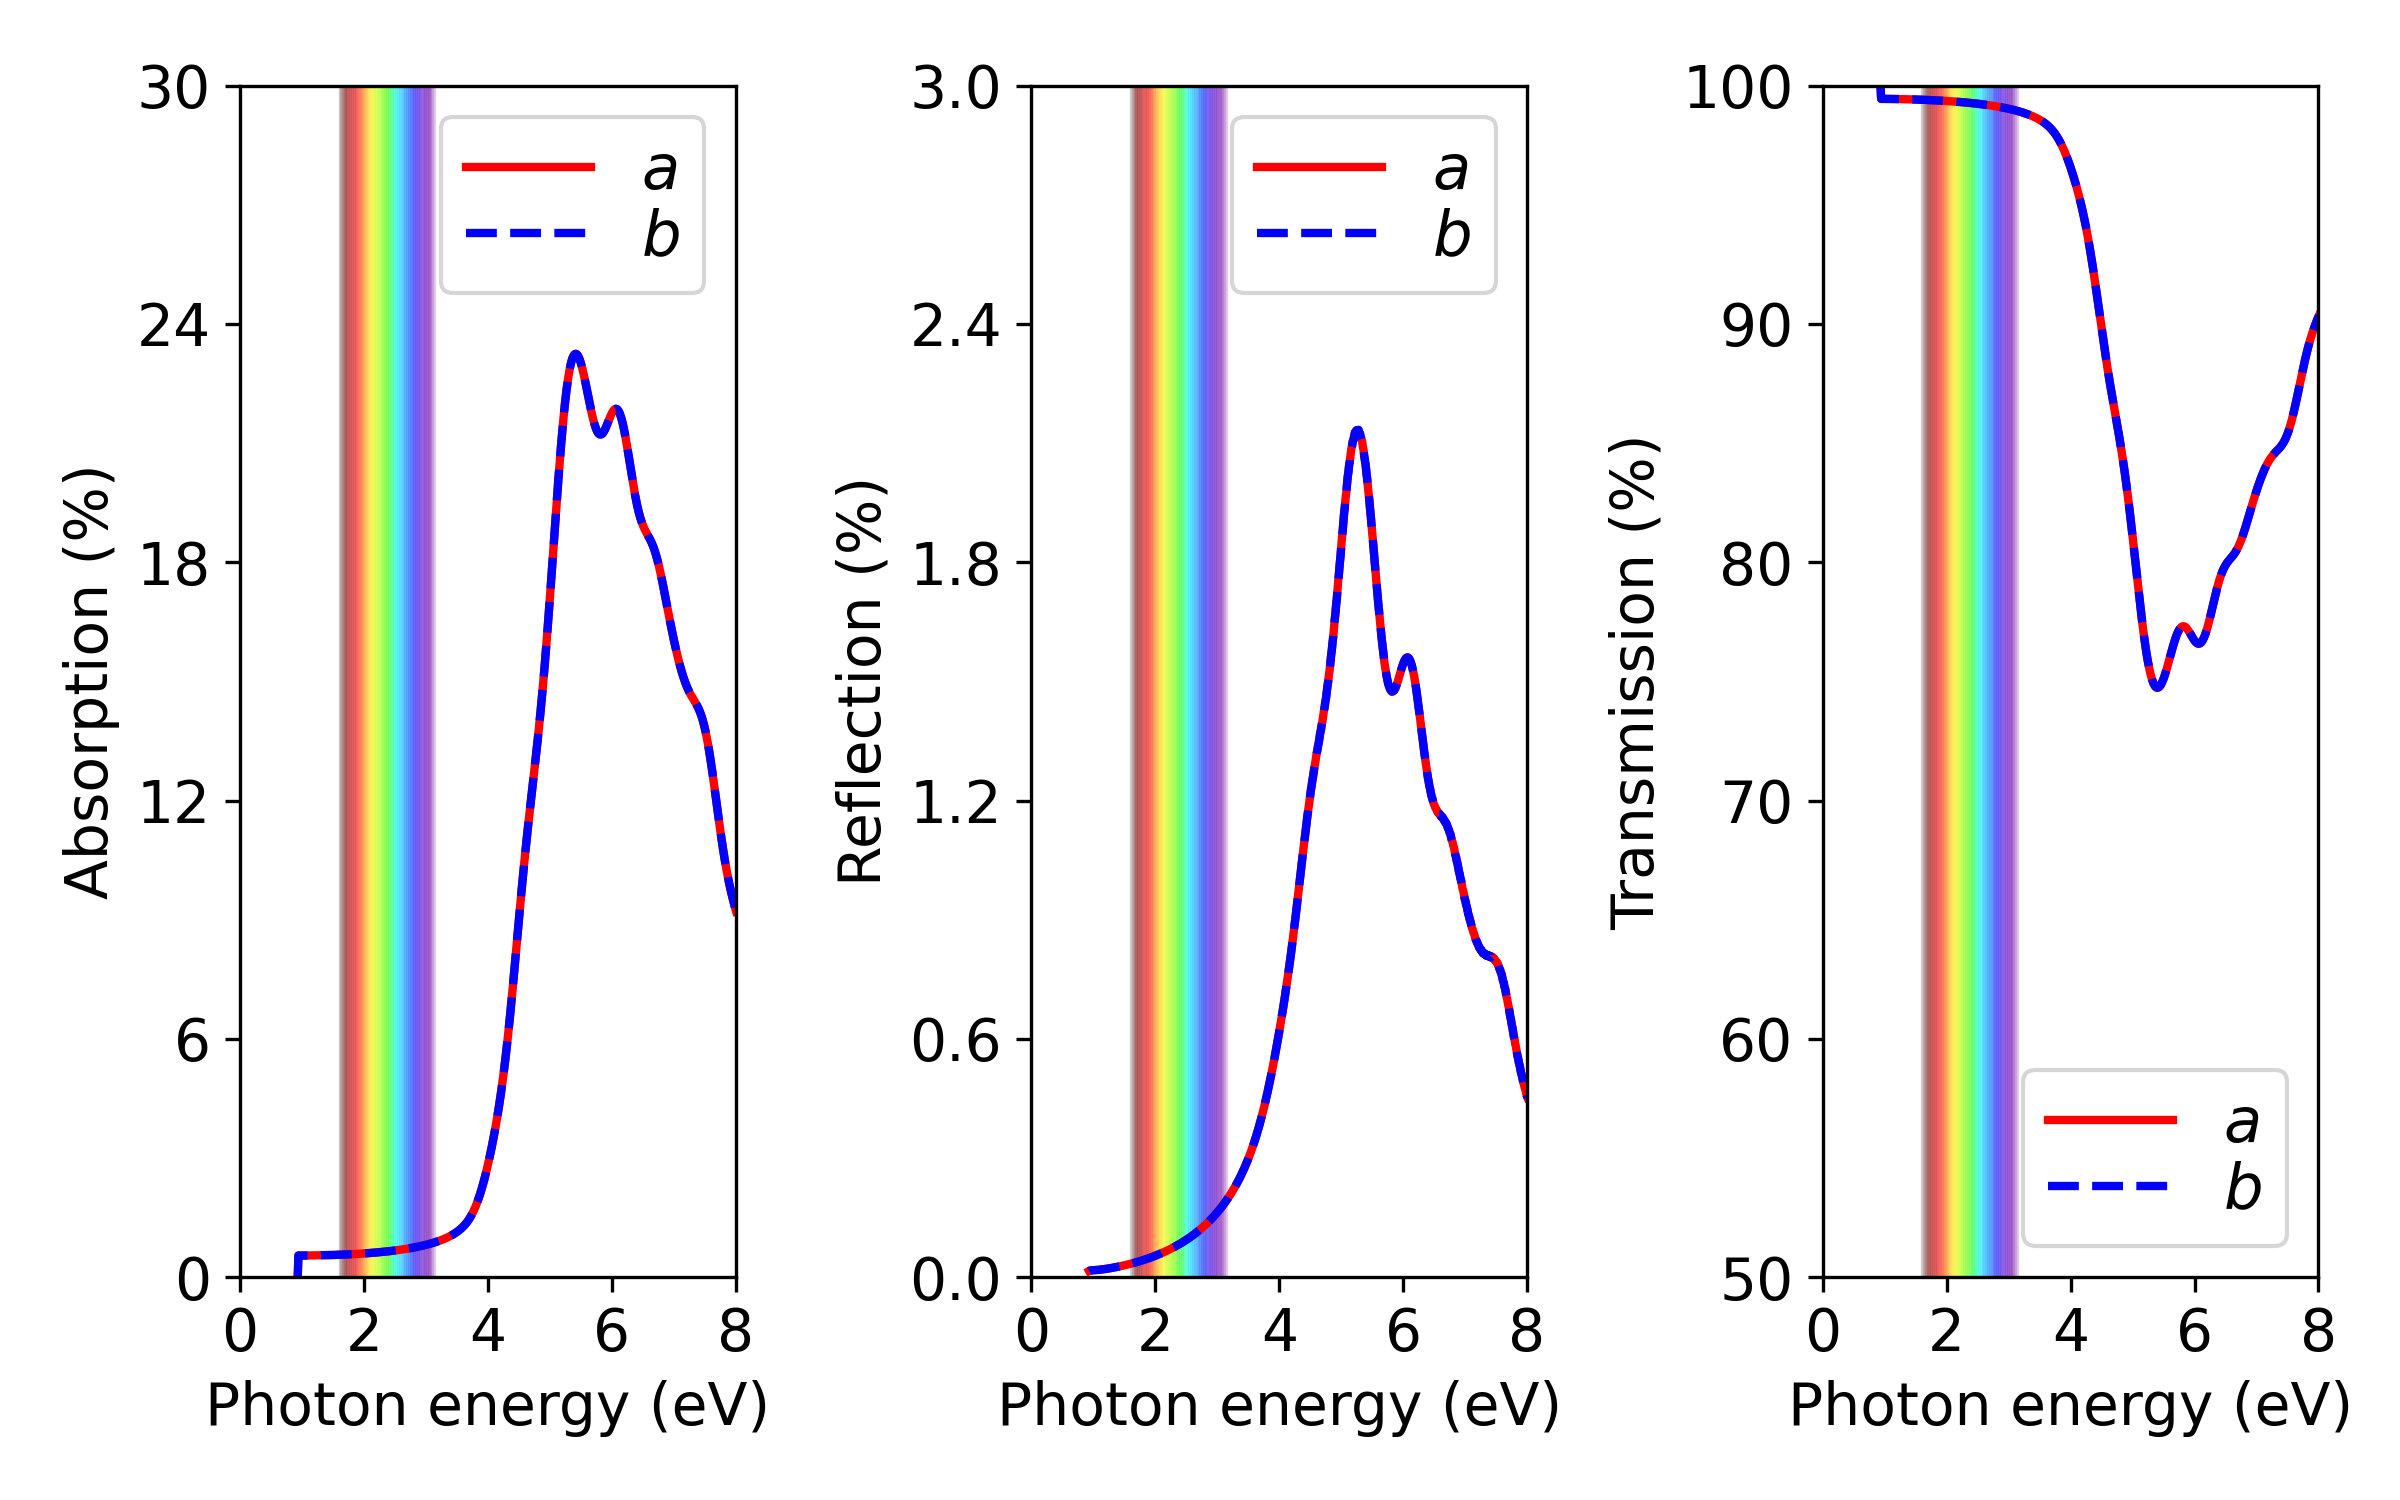 Absorption (%)
30
24
18
12
6
0
0 2 4 6 8
Photon energy (eV)
a
b
Reflection (%)
3.0
2.4
1.8
1.2
0.6
0.0
0 2 4 6 8
Photon energy (eV)
a
b
Transmission (%)
100
90
80
70
60
50
0 2 4 6 8
Photon energy (eV)
a
b